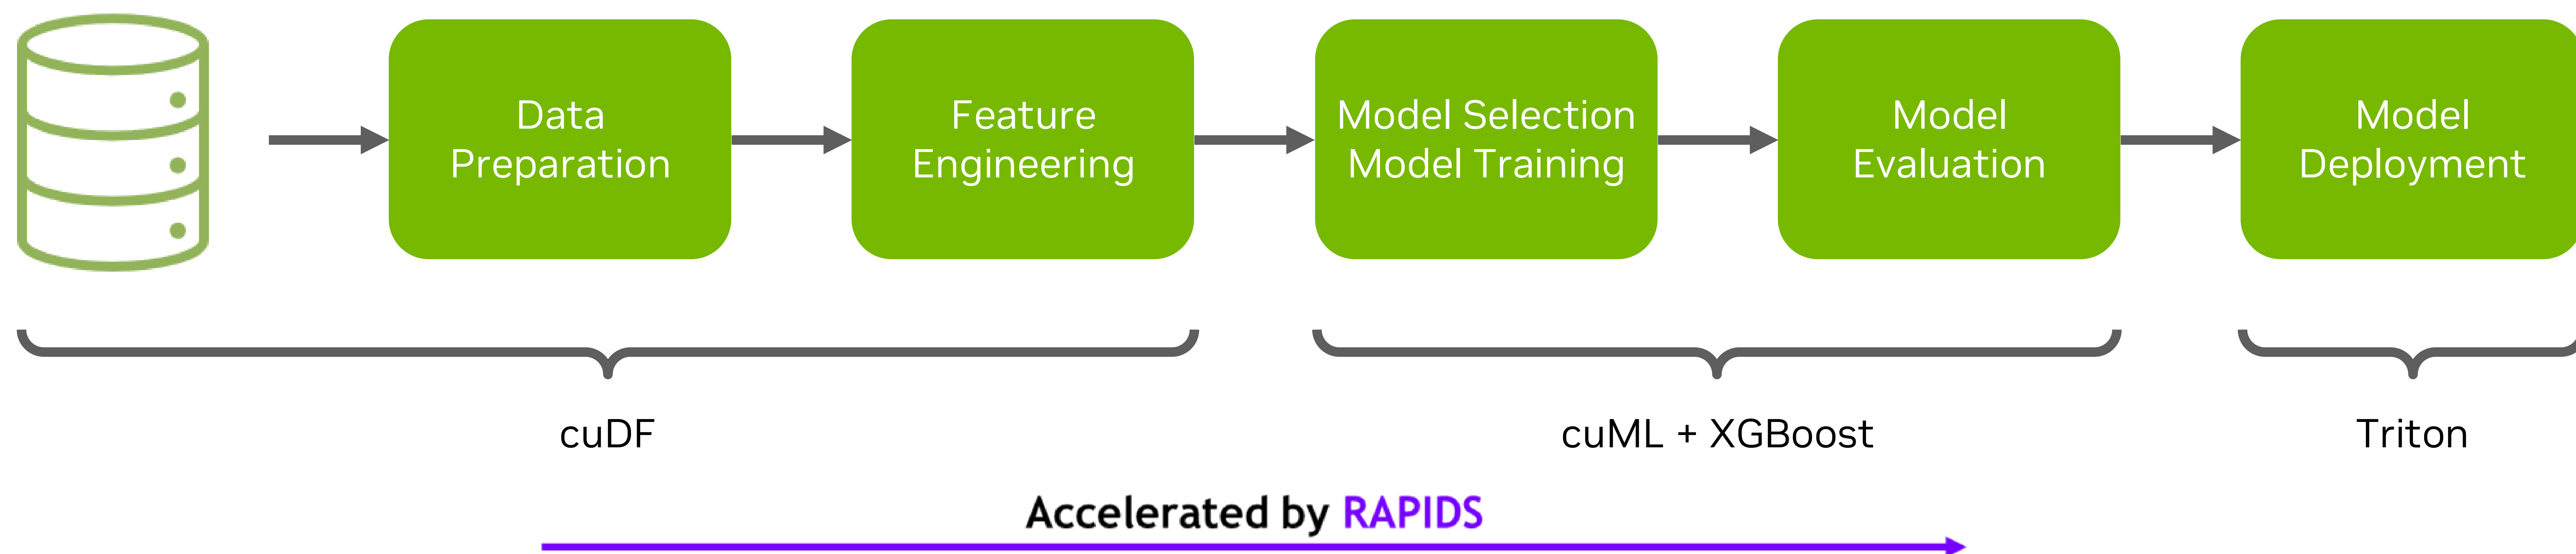 Data
Preparation
Feature
Engineering
Model Selection
Model Training
Model
Evaluation
Model
Deployment
cuDF
cuML + XGBoost
Triton
Accelerated by RAPIDS